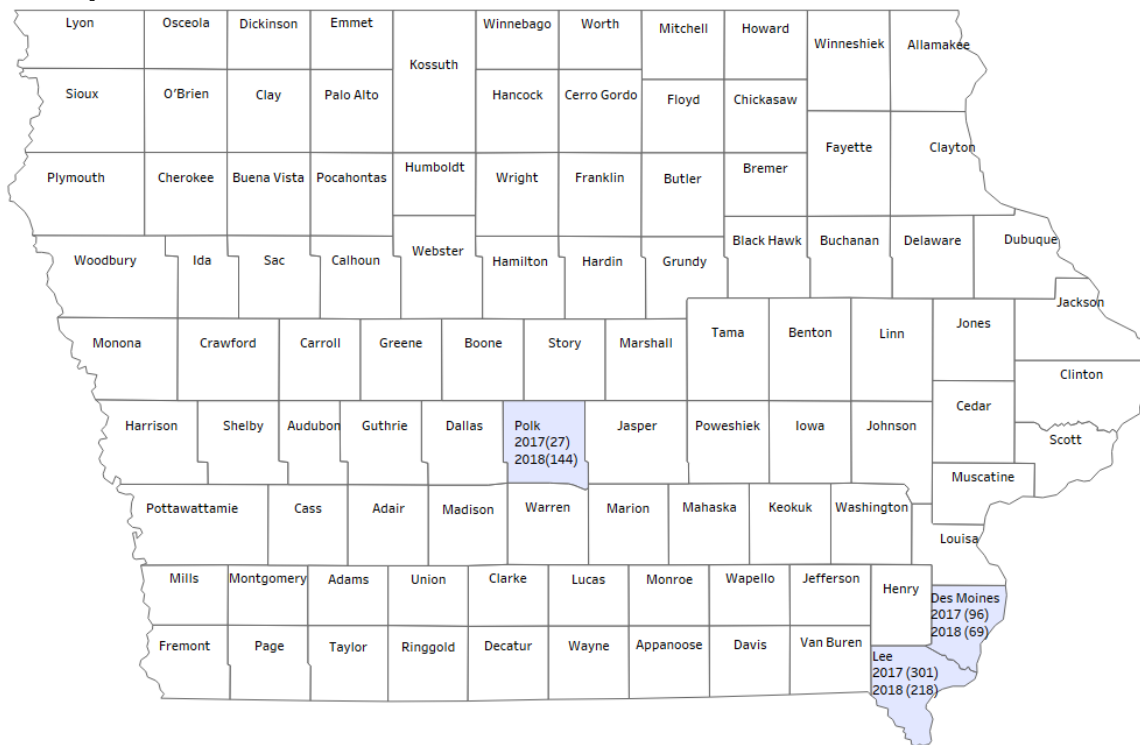 Lyon
Osceola
Dickinson
Emmet
Winnebago
Worth
Mitchell
Howard
Winneshiek
Allamakee
Kossuth
Sioux
O'Brien
Clay
Palo Alto
Hancock
Cerro Gordo
Floyd
Chickasaw
Fayette
Clayton
Plymouth
Cherokee
Buena Vista
Pocahontas
Humboldt
Wright
Franklin
Butler
Bremer
Woodbury
Ida
Sac
Calhoun
Webster
Hamilton
Hardin
Grundy
Black Hawk
Buchanan
Delaware
Dubuque
Jackson
Monona
Crawford
Carroll
Greene
Boone
Story
Marshall
Tama
Benton
Linn
Jones
Clinton
Cedar
Harrison
Shelby
Audubon
Guthrie
Dallas
Polk
2017(27)
2018(144)
Jasper
Poweshiek
Iowa
Johnson
Scott
Muscatine
Pottawattamie
Cass
Adair
Madison
Warren
Marion
Mahaska
Keokuk
Washington
Louisa
Mills
Montgomery
Adams
Union
Clarke
Lucas
Monroe
Wapello
Jefferson
Henry
Des Moines
2017 (96)
2018 (69)
Fremont
Page
Taylor
Ringgold
Decatur
Wayne
Appanoose
Davis
Van Buren
Lee
2017 (301)
2018 (218)